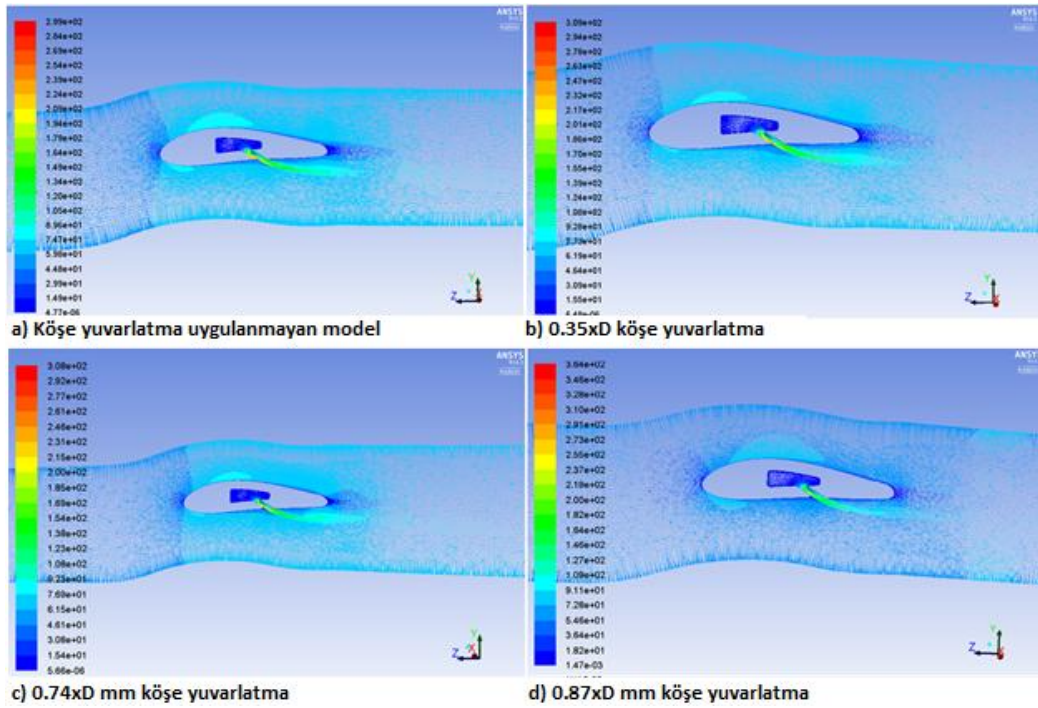 ANSYS
2.99e+02
2.84e+02
2.69e+02
2.54e+02
2.39e+02
2.24e+02
2.09e+02
1.94e+02
1.79e+02
1.64e+02
1.49e+02
1.34e+02
1.20e+02
1.05e+02
8.96e+01
7.47e+01
5.98e+01
4.48e+01
2.99e+01
1.49e+01
4.77e-06
Y
Z
X
a) Köşe yuvarlatma uygulanmayan model
ANSYS
3.09e+02
2.94e+02
2.78e+02
2.63e+02
2.47e+02
2.32e+02
2.17e+02
2.01e+02
1.86e+02
1.70e+02
1.55e+02
1.39e+02
1.24e+02
1.08e+02
9.28e+01
6.19e+01
4.64e+01
3.09e+01
1.55e+01
Y
Z
X
b) 0.35xD köşe yuvarlatma
ANSYS
3.08e+02
2.92e+02
2.77e+02
2.61e+02
2.46e+02
2.31e+02
2.15e+02
2.00e+02
1.85e+02
1.69e+02
1.54e+02
1.38e+02
1.23e+02
1.08e+02
9.23e+01
7.69e+01
6.15e+01
4.61e+01
3.08e+01
1.54e+01
5.66e-06
Y
Z
X
c) 0.74xD mm köşe yuvarlatma
ANSYS
3.64e+02
3.46e+02
3.28e+02
3.10e+02
2.91e+02
2.73e+02
2.55e+02
2.37e+02
2.19e+02
2.00e+02
1.82e+02
1.64e+02
1.46e+02
1.27e+02
1.09e+02
9.11e+01
7.28e+01
5.46e+01
3.64e+01
1.82e+01
1.47e-03
Y
Z
X
d) 0.87xD mm köşe yuvarlatma